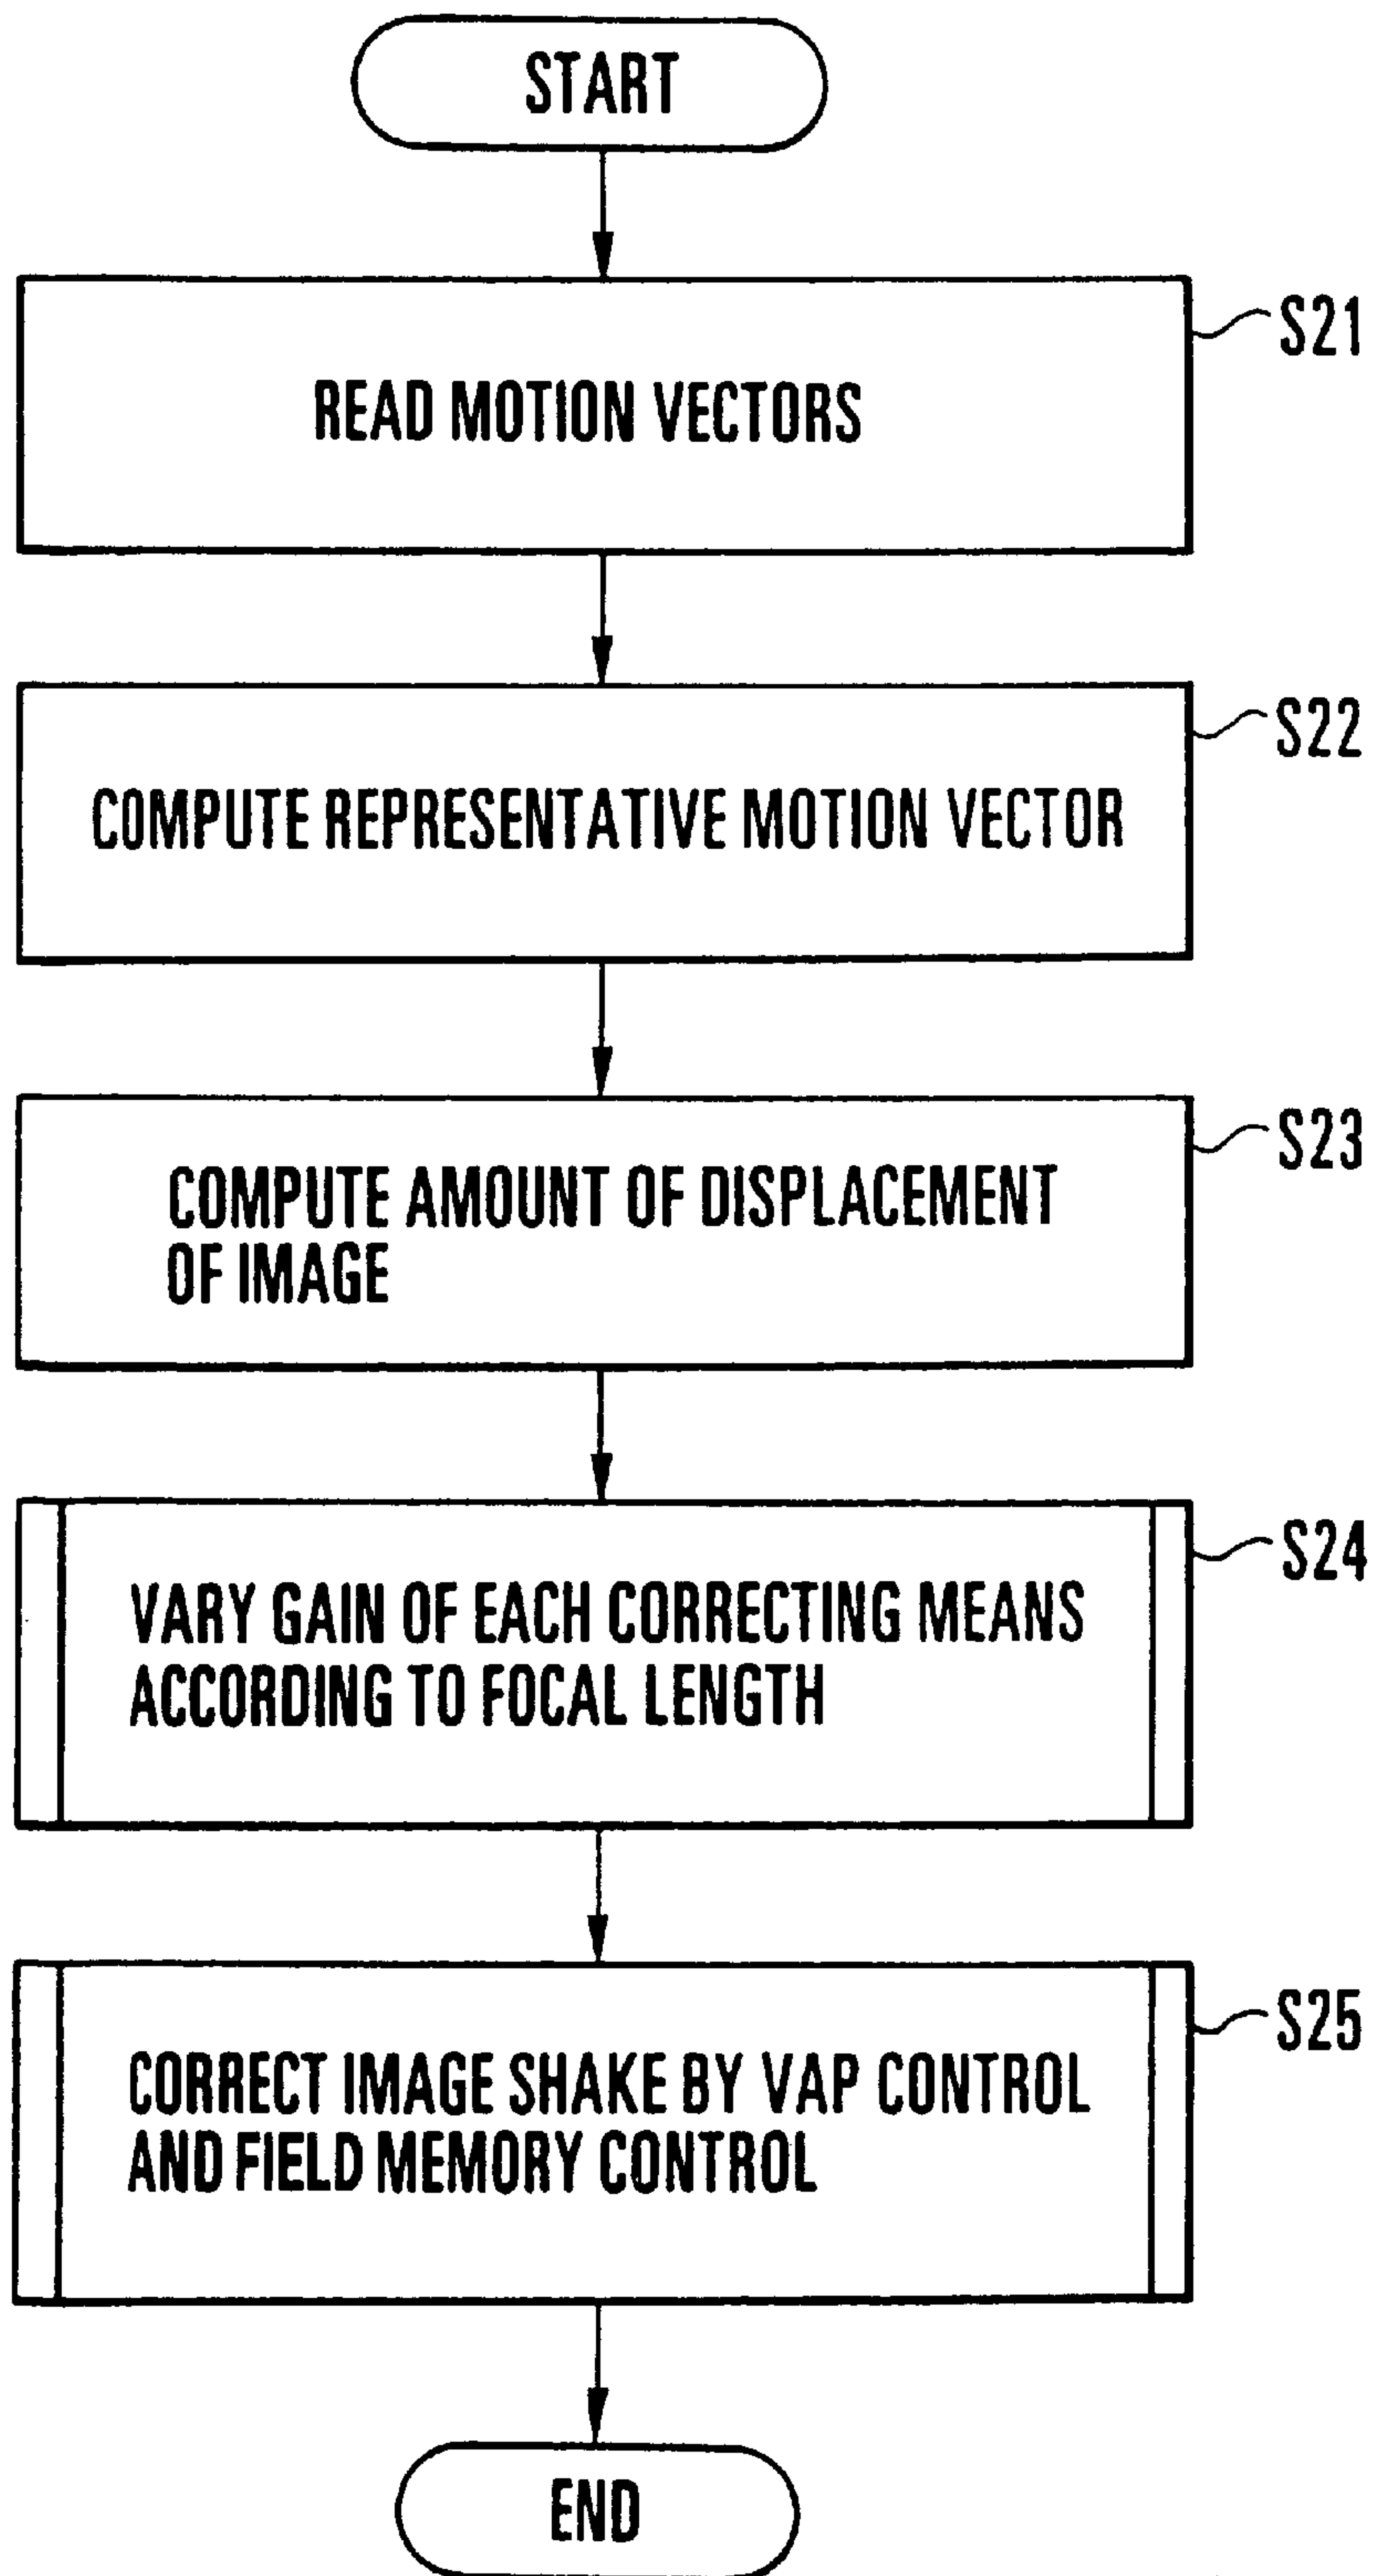 START
S21
READ MOTION VECTORS
S22
COMPUTE REPRESENTATIVE MOTION VECTOR
S23
COMPUTE AMOUNT OF DISPLACEMENT
OF IMAGE
S24
VARY GAIN OF EACH CORRECTING MEANS
ACCORDING TO FOCAL LENGTH
S25
CORRECT IMAGE SHAKE BY VAP CONTROL
AND FIELD MEMORY CONTROL
END